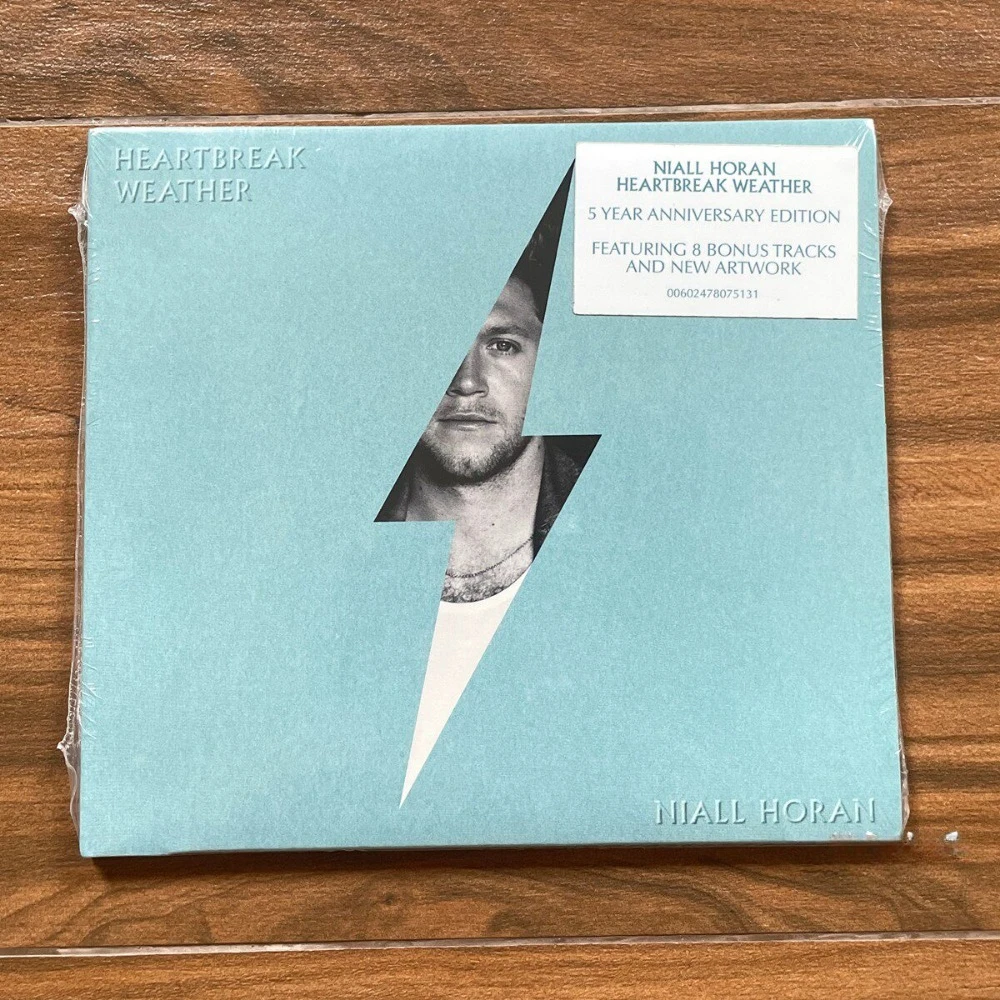 HEARTBREAK
WEATHER
NIALL HORAN
HEARTBREAK WEATHER
5 YEAR ANNIVERSARY EDITION
FEATURING 8 BONUS TRACKS
AND NEW ARTWORK
00602478075131
NIALL HORAN